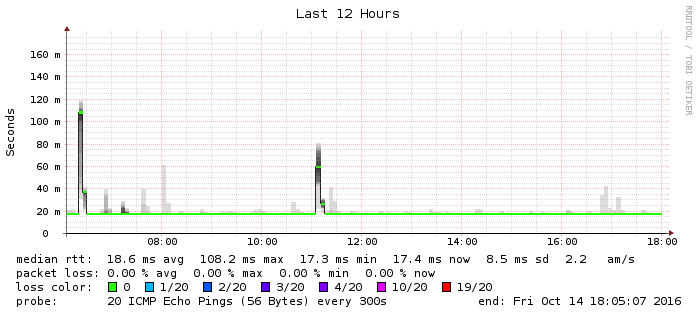 Last 12 Hours
RRDTOOL / TOBI OETIKER
Seconds
160 m
140 m
120 m
100 m
80 m
60 m
40 m
20 m
0
08:00 10:00 12:00 14:00 16:00 18:00
median rtt: 18.6 ms avg 108.2 ms max 17.3 ms min 17.4 ms now 8.5 ms sd 2.2 am/s
packet loss: 0.00 % avg 0.00 % max 0.00 % min 0.00 % now
loss color: 0 1/20 2/20 3/20 4/20 10/20 19/20
probe: 20 ICMP Echo Pings (56 Bytes) every 300s end: Fri Oct 14 18:05:07 2016